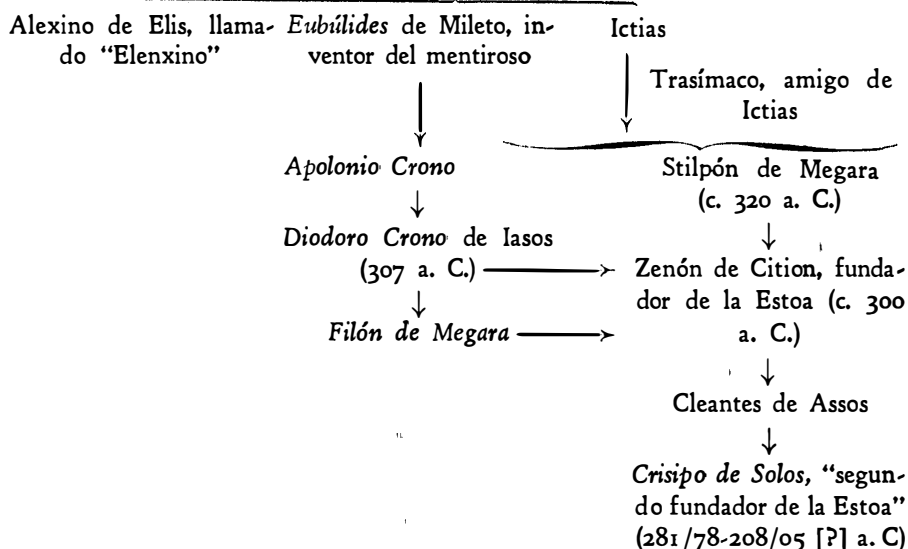 Alexino de Elis, llama-
do “Elenxino”
Eubúlides de Mileto, in-
ventor del mentiroso
Ictias
Trasímaco, amigo de
Ictias
Apolonio Crono
Stilpón de Megara
(c. 320 a. C.)
Diodoro Crono de Iasos
(307 a. C.)
Zenón de Cition, funda-
dor de la Estoa (c. 300
a. C.)
Filón de Megara
Cleantes de Assos
Crisipo de Solos, “segun-
do fundador de la Estoa”
(281/78-208/05 [?] a. C)